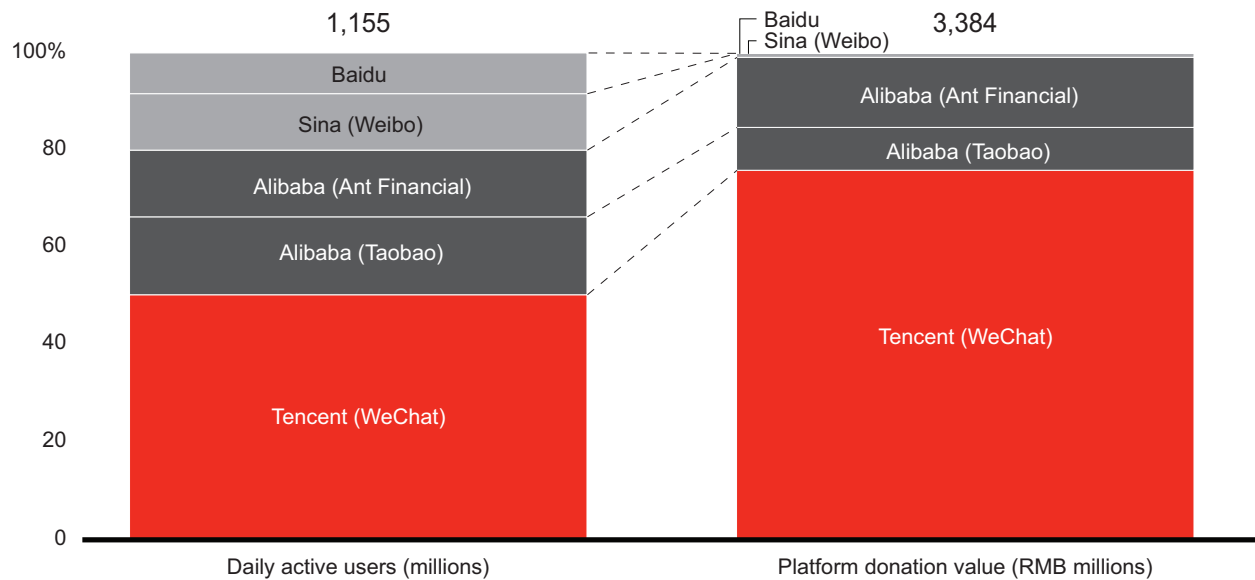 1,155
3,384
Baidu
Sina (Weibo)
100%
80
60
40
20
0
Baidu
Sina (Weibo)
Alibaba (Ant Financial)
Alibaba (Taobao)
Tencent (WeChat)
Alibaba (Ant Financial)
Alibaba (Taobao)
Tencent (WeChat)
Daily active users (millions)
Platform donation value (RMB millions)